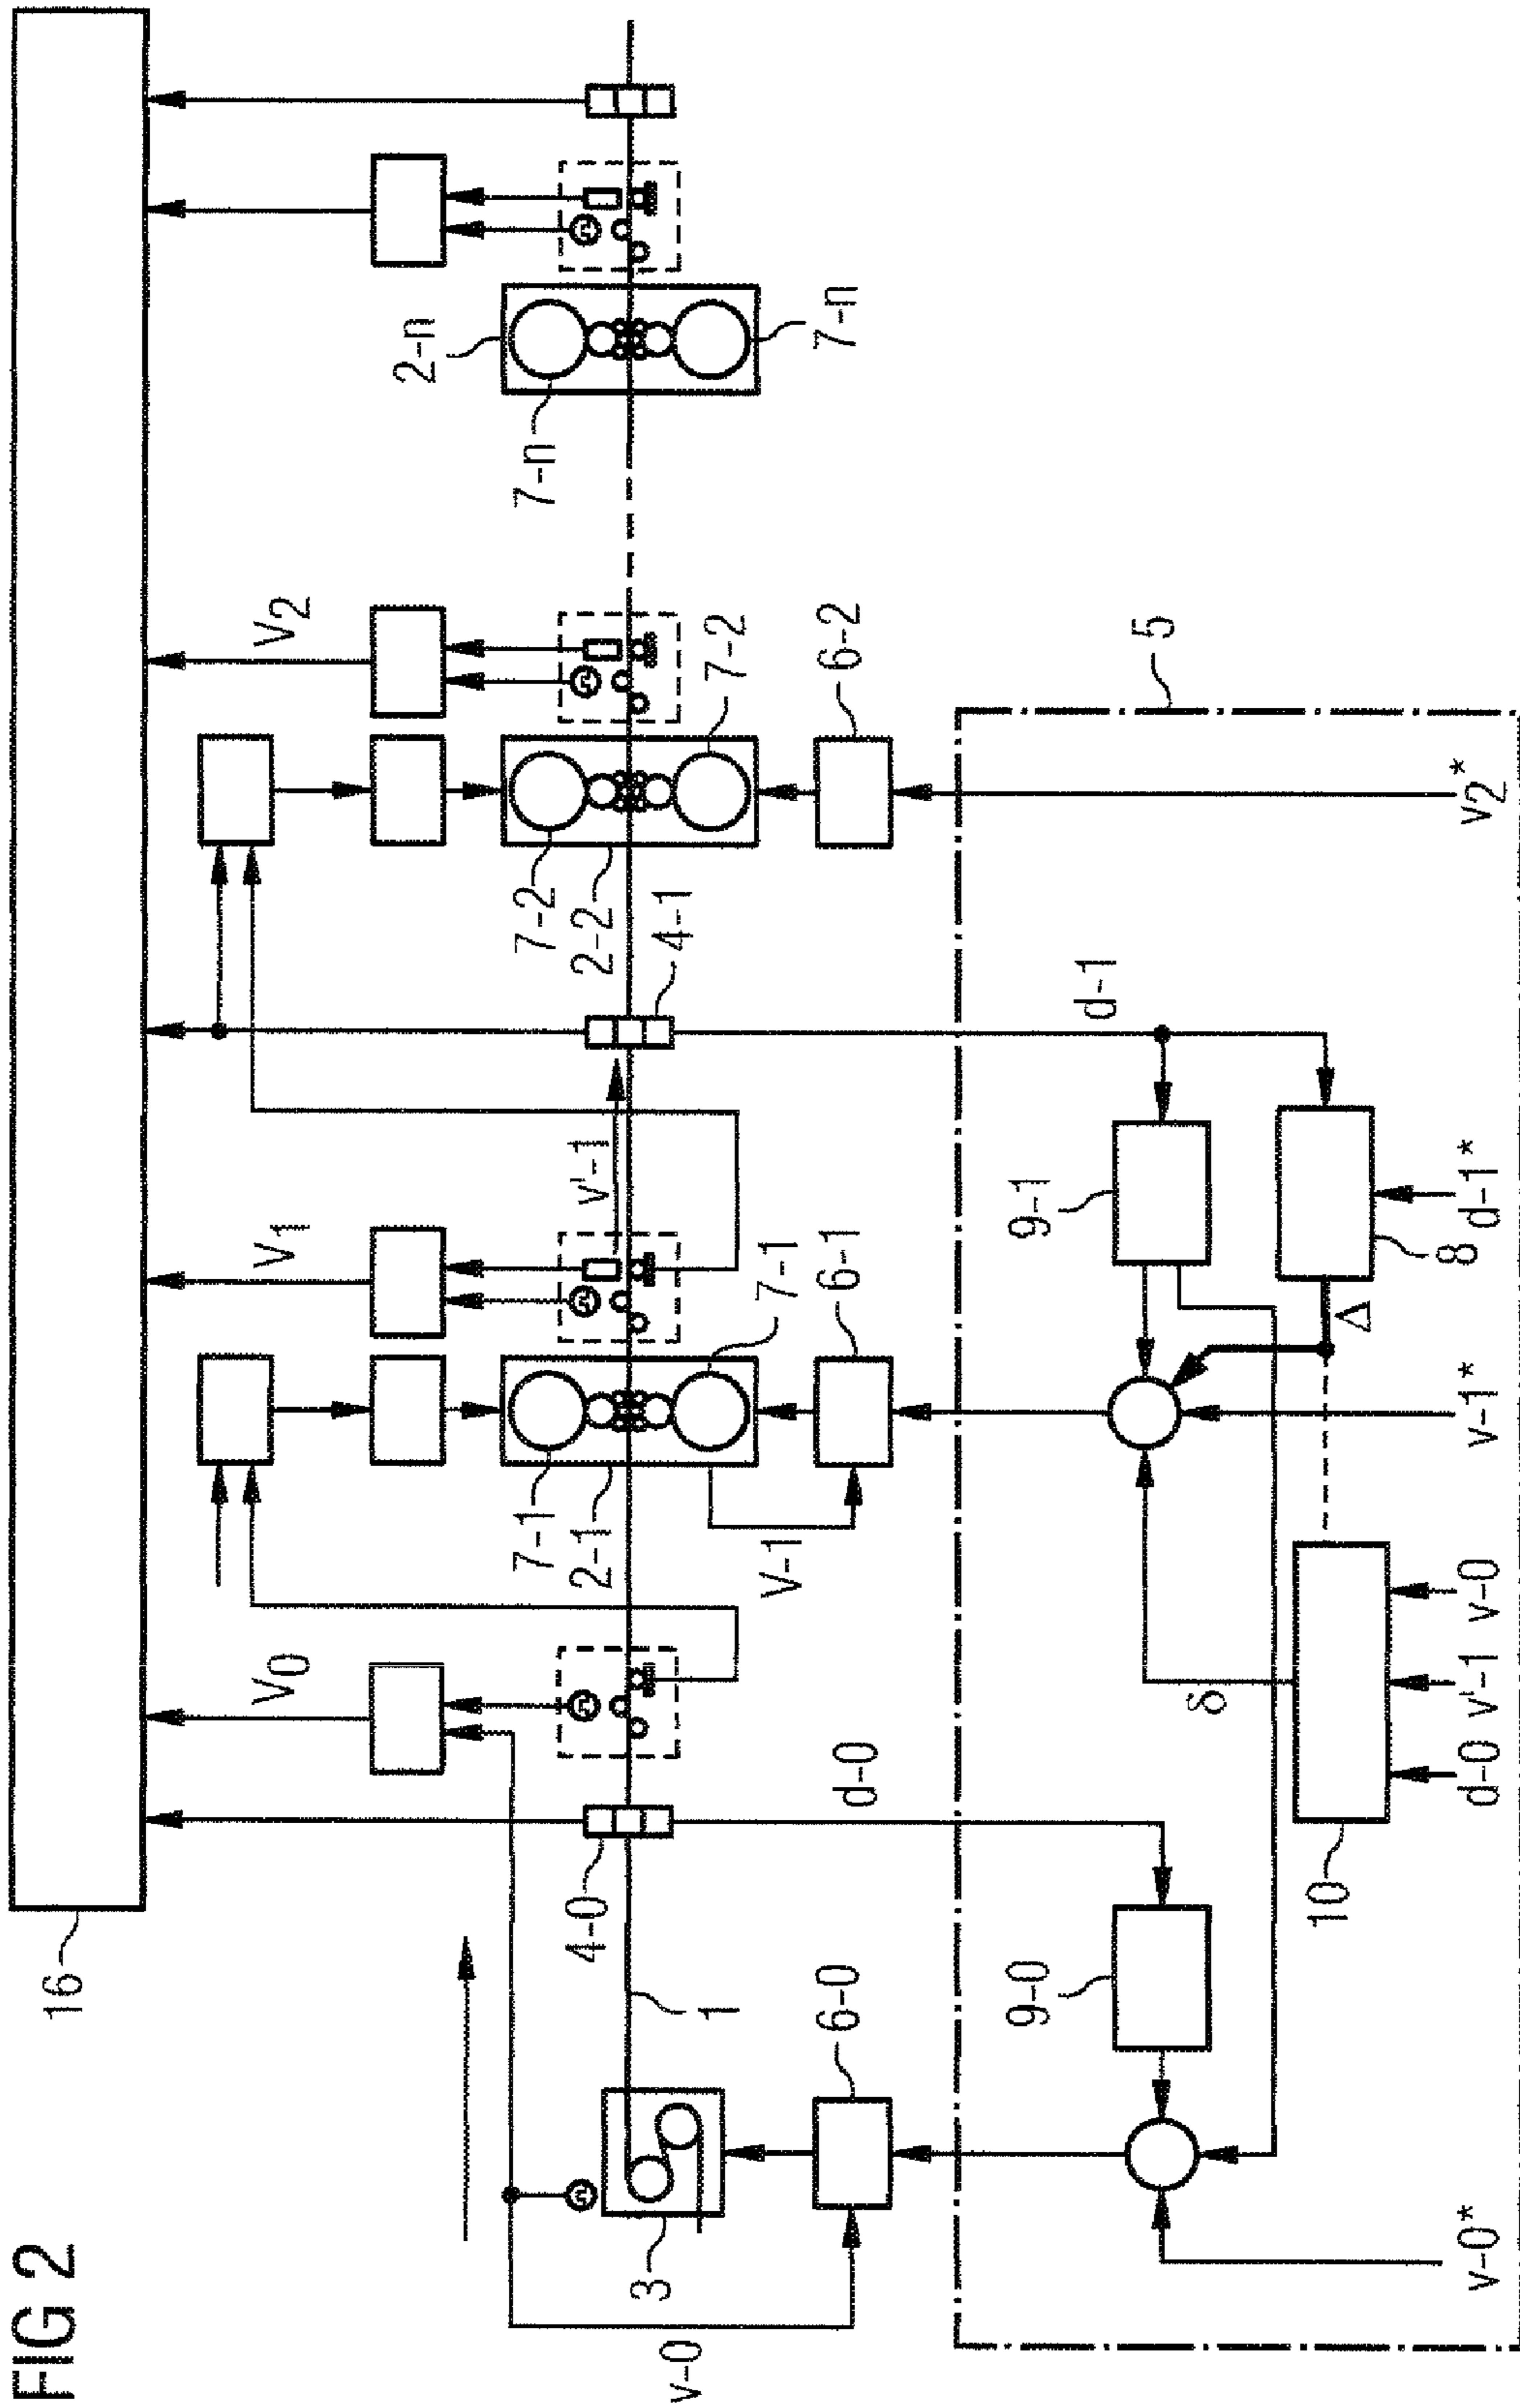 FIG 2
16
V0
V1
V2
v-0
3
1
4-0
d-0
6-0
7-1
2-1
V-1
7-1
6-1
v'-1
4-1
d-1
7-2
2-2
7-2
6-2
7-n
2-n
7-n
5
9-0
9-1
8
Δ
δ
10
v-0*
d-0
v'-1
v-0
v-1*
d-1*
v2*